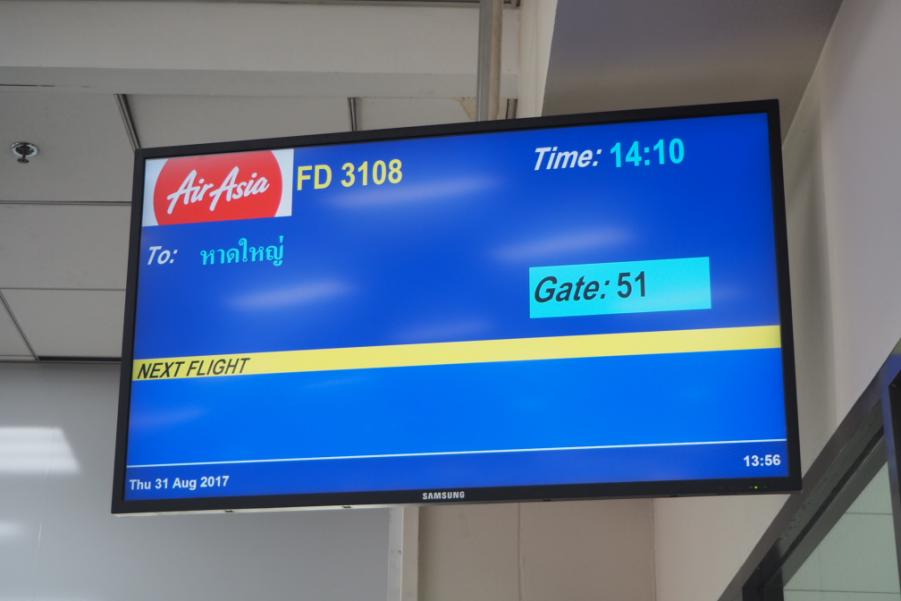 AirAsia FD 3108 Time: 14:10
To: หาดใหญ่
Gate: 51
NEXT FLIGHT
Thu 31 Aug 2017 13:56
SAMSUNG